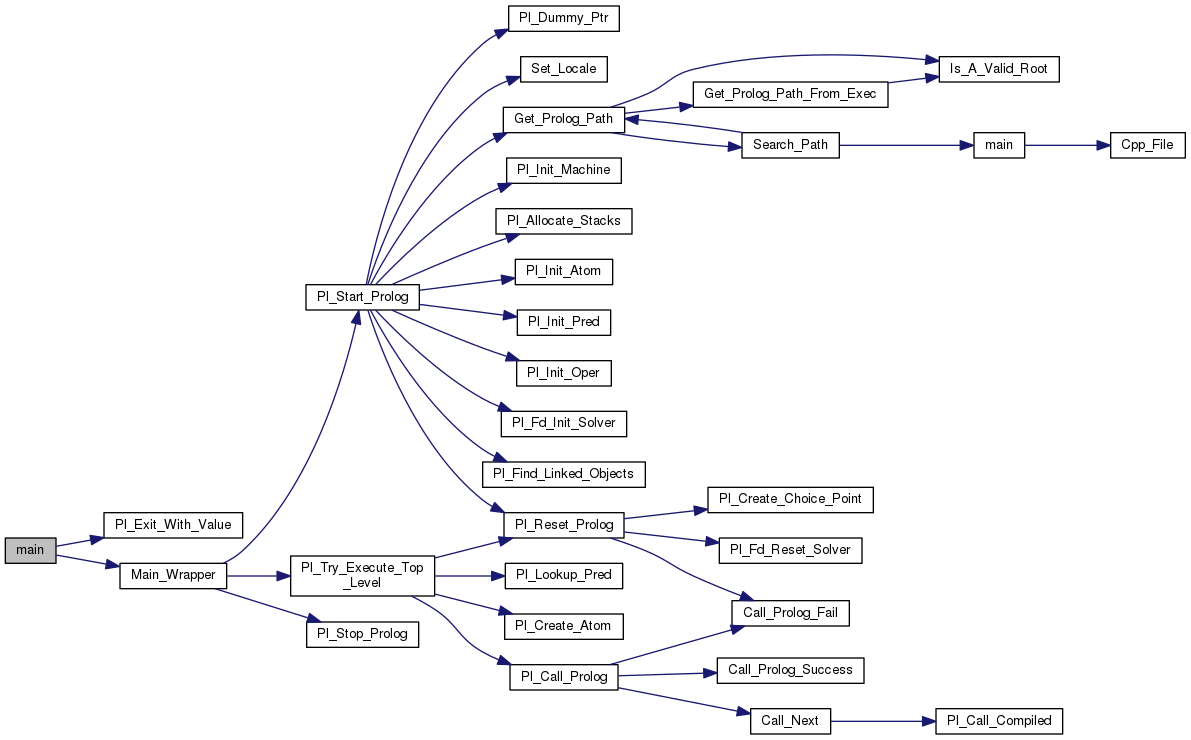 Pl_Dummy_Ptr
Set_Locale
Is_A_Valid_Root
Get_Prolog_Path_From_Exec
Get_Prolog_Path
Search_Path
main
Cpp_File
Pl_Init_Machine
Pl_Allocate_Stacks
Pl_Init_Atom
Pl_Start_Prolog
Pl_Init_Pred
Pl_Init_Oper
Pl_Fd_Init_Solver
Pl_Find_Linked_Objects
Pl_Create_Choice_Point
Pl_Exit_With_Value
Pl_Reset_Prolog
main
Pl_Fd_Reset_Solver
Main_Wrapper
Pl_Try_Execute_Top
_Level
Pl_Lookup_Pred
Call_Prolog_Fail
Pl_Create_Atom
Pl_Stop_Prolog
Call_Prolog_Success
Pl_Call_Prolog
Call_Next
Pl_Call_Compiled